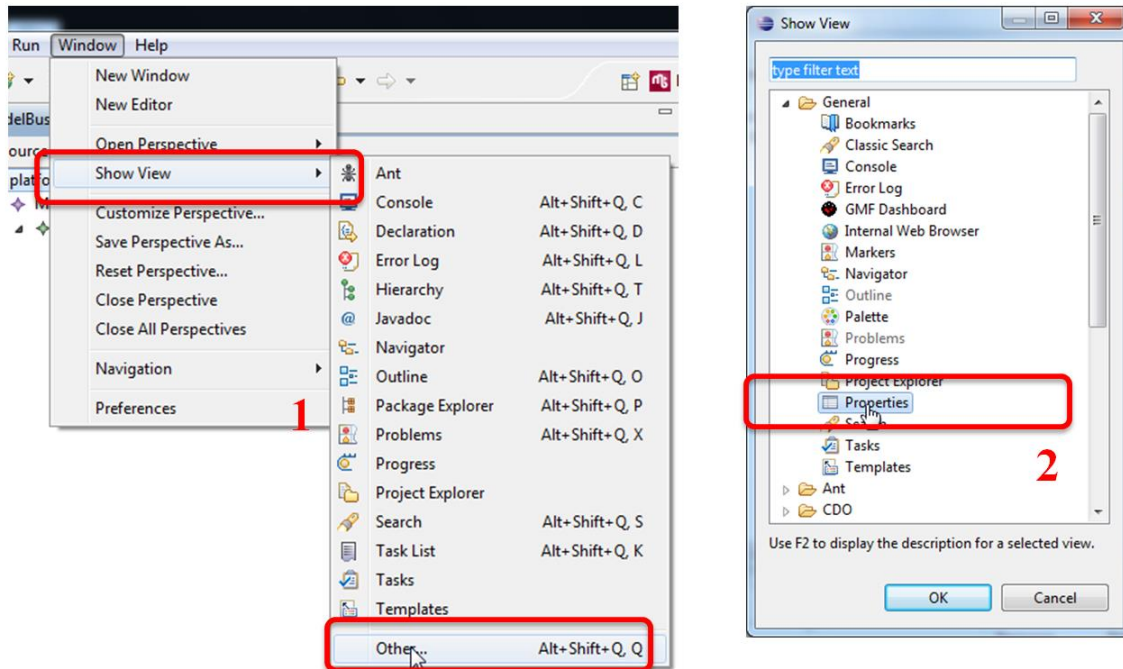 Run Window Help
New Window
New Editor
delBus
Open Perspective
Show View
Customize Perspective...
Save Perspective As...
Reset Perspective...
Close Perspective
Close All Perspectives
Navigation
Preferences
1
Ant
Console Alt+Shift+Q, C
Declaration Alt+Shift+Q, D
Error Log Alt+Shift+Q, L
Hierarchy Alt+Shift+Q, T
Javadoc Alt+Shift+Q, J
Navigator
Outline Alt+Shift+Q, O
Package Explorer Alt+Shift+Q, P
Problems Alt+Shift+Q, X
Progress
Project Explorer
Search Alt+Shift+Q, S
Task List Alt+Shift+Q, K
Tasks
Templates
Other... Alt+Shift+Q, Q
Show View
type filter text
General
Bookmarks
Classic Search
Console
Error Log
GMF Dashboard
Internal Web Browser
Markers
Navigator
Outline
Palette
Problems
Progress
Project Explorer
Properties
Search
Tasks
Templates
2
Ant
CDO
Use F2 to display the description for a selected view.
OK Cancel